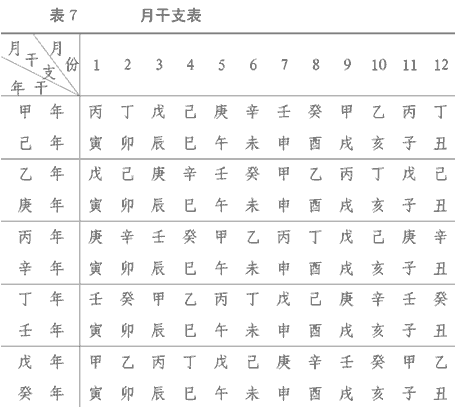 表7 月干支表
月干支 月份 年干 1 2 3 4 5 6 7 8 9 10 11 12
甲年 丙 丁 戊 己 庚 辛 壬 癸 甲 乙 丙 丁
己年 寅 卯 辰 巳 午 未 申 酉 戌 亥 子 丑
乙年 戊 己 庚 辛 壬 癸 甲 乙 丙 丁 戊 己
庚年 寅 卯 辰 巳 午 未 申 酉 戌 亥 子 丑
丙年 庚 辛 壬 癸 甲 乙 丙 丁 戊 己 庚 辛
辛年 寅 卯 辰 巳 午 未 申 酉 戌 亥 子 丑
丁年 壬 癸 甲 乙 丙 丁 戊 己 庚 辛 壬 癸
壬年 寅 卯 辰 巳 午 未 申 酉 戌 亥 子 丑
戊年 甲 乙 丙 丁 戊 己 庚 辛 壬 癸 甲 乙
癸年 寅 卯 辰 巳 午 未 申 酉 戌 亥 子 丑